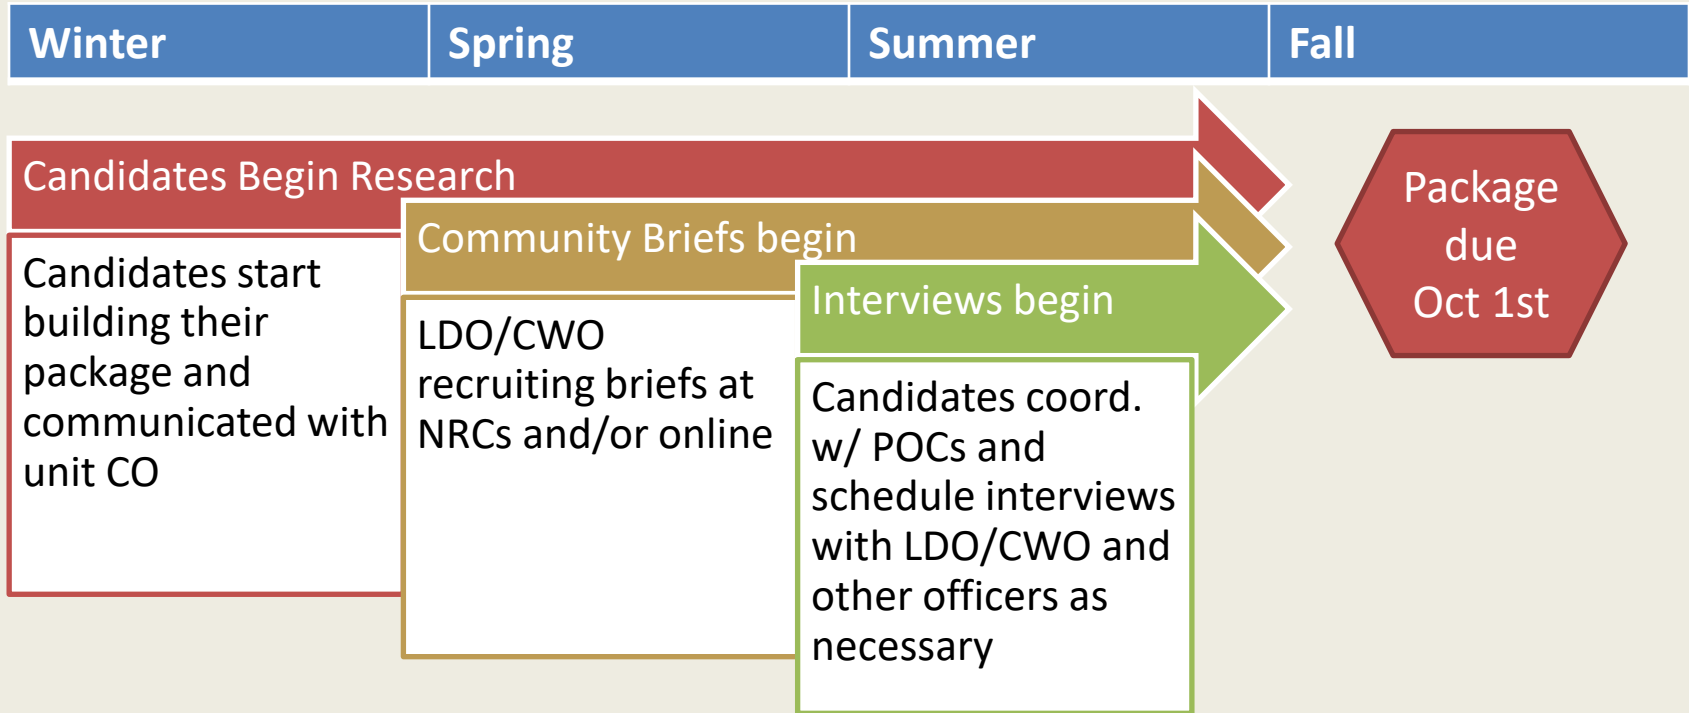 Winter
Spring
Summer
Fall
Candidates Begin Research
Candidates start
building their
package and
communicated with
unit CO
Community Briefs begin
LDO/CWO
recruiting briefs at
NRCs and/or online
Interviews begin
Candidates coord.
w/ POCs and
schedule interviews
with LDO/CWO and
other officers as
necessary
Package
due
Oct 1st